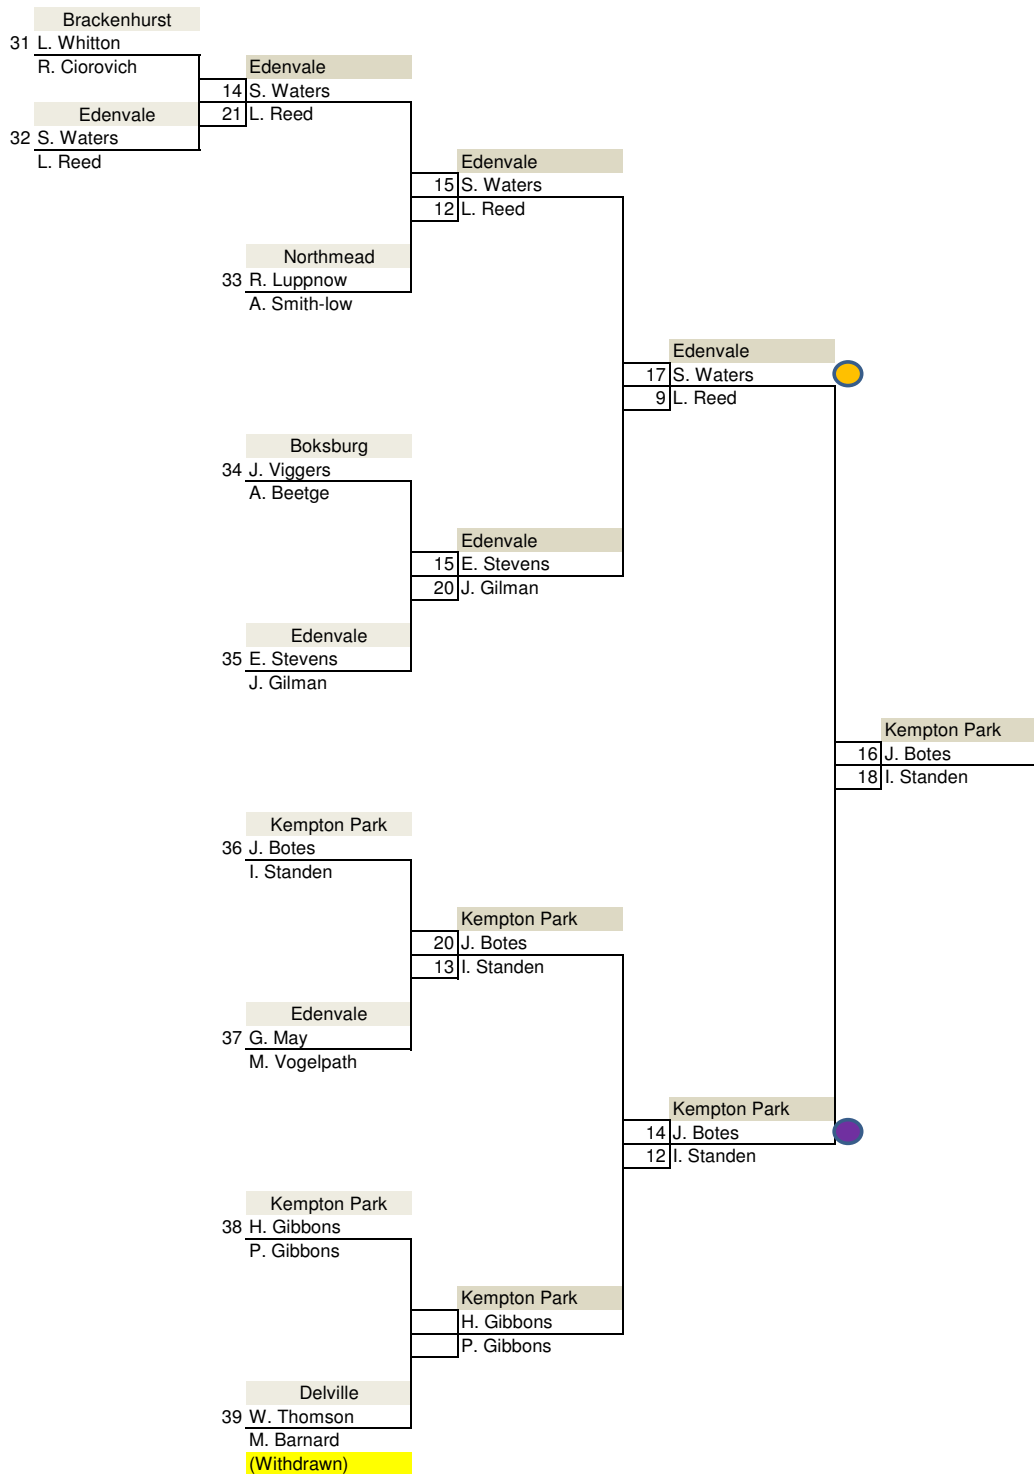 Brackenhurst
31 L. Whitton
R. Ciorovich
Edenvale
14 S. Waters
21 L. Reed
Edenvale
32 S. Waters
L. Reed
Edenvale
15 S. Waters
12 L. Reed
Northmead
33 R. Luppnow
A. Smith-low
Edenvale
17 S. Waters
9 L. Reed
Boksburg
34 J. Viggers
A. Beetge
Edenvale
15 E. Stevens
20 J. Gilman
Edenvale
35 E. Stevens
J. Gilman
Kempton Park
16 J. Botes
18 I. Standen
Kempton Park
36 J. Botes
I. Standen
Kempton Park
20 J. Botes
13 I. Standen
Edenvale
37 G. May
M. Vogelpath
Kempton Park
14 J. Botes
12 I. Standen
Kempton Park
38 H. Gibbons
P. Gibbons
Kempton Park
H. Gibbons
P. Gibbons
Delville
39 W. Thomson
M. Barnard
(Withdrawn)